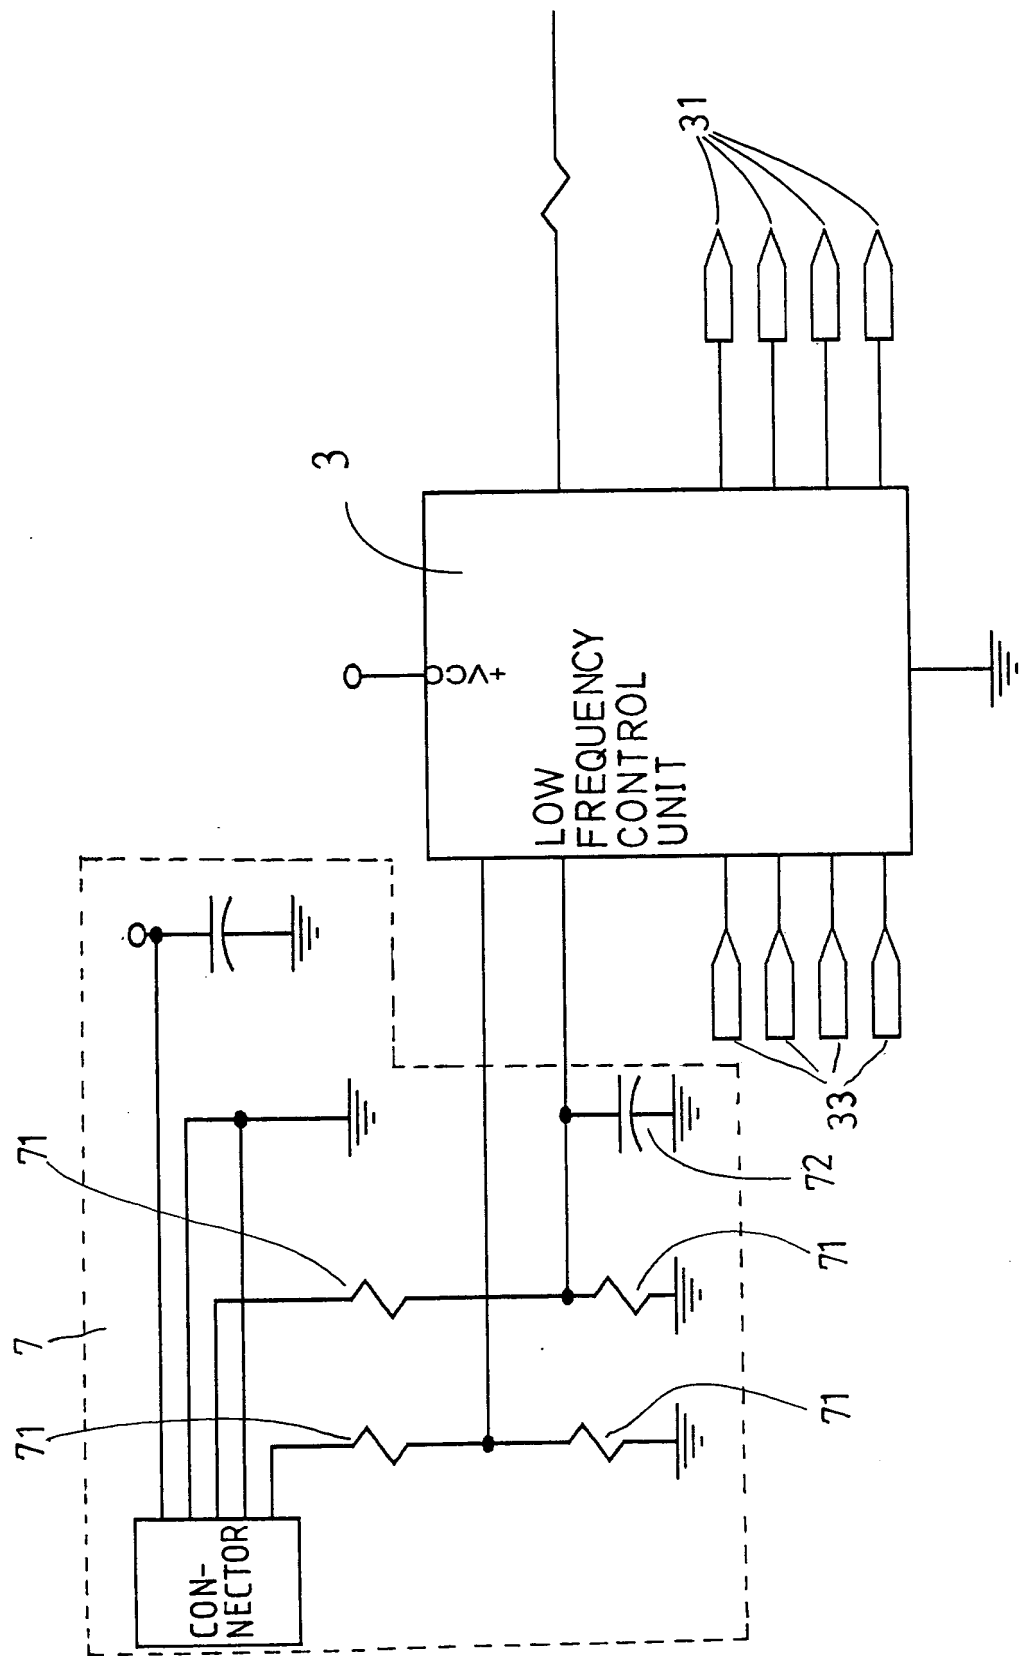 7
71
71
CON-
NECTOR
71
71
72
33
3
+VCC
LOW
FREQUENCY
CONTROL
UNIT
31